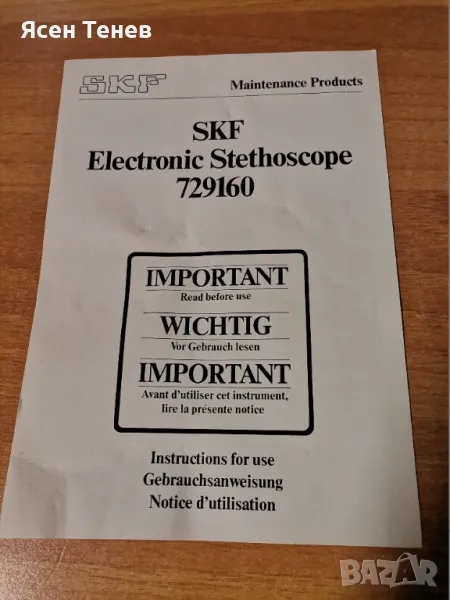 Ясен Тенев
SKF
Maintenance Products
SKF
Electronic Stethoscope
729160
IMPORTANT
Read before use
WICHTIG
Vor Gebrauch lesen
IMPORTANT
Avant d'utiliser cet instrument,
lire la présente notice
Instructions for use
Gebrauchsanweisung
Notice d'utilisation
BAZAR